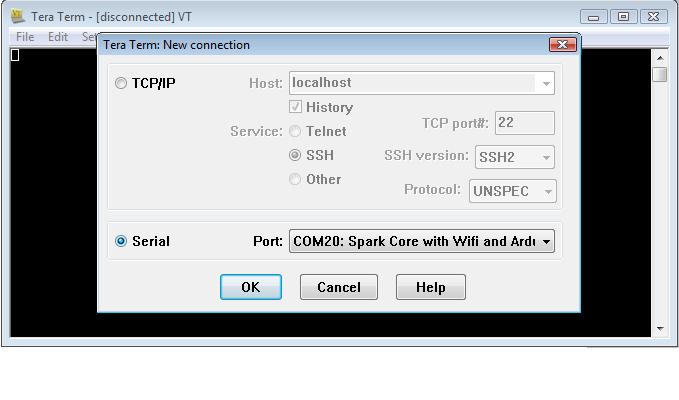 Tera Term - [disconnected] VT
File Edit
Tera Term: New connection
TCP/IP Host: localhost
History
Service: Telnet TCP port#: 22
SSH SSH version: SSH2
Other Protocol: UNSPEC
Serial Port: COM20: Spark Core with Wifi and Ardu
OK Cancel Help